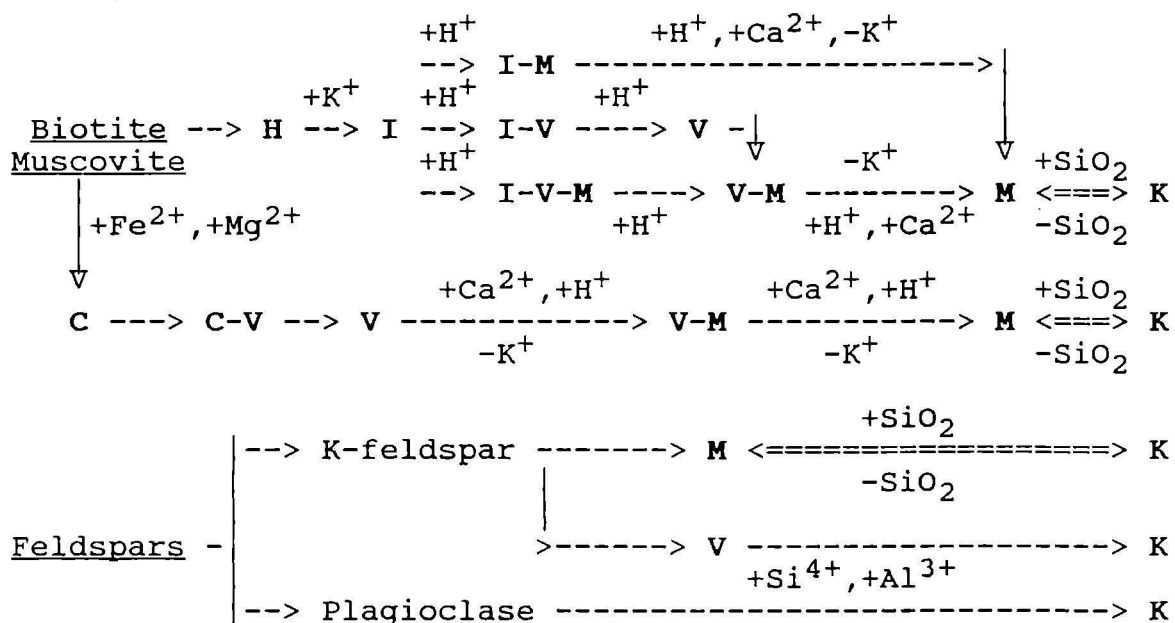 +H⁺ +H⁺,+Ca²⁺,-K⁺
--> I-M ----------------------->
+K⁺ +H⁺ +H⁺
Biotite --> H --> I --> I-V ----> V -
Muscovite +H⁺ -K⁺ +SiO₂
--> I-V-M ----> V-M --------> M <===> K
+Fe²⁺,+Mg²⁺ +H⁺ +H⁺,+Ca²⁺ -SiO₂
+Ca²⁺,+H⁺ +Ca²⁺,+H⁺ +SiO₂
C ---> C-V --> V ------------> V-M ------------> M <===> K
-K⁺ -K⁺ -SiO₂
+SiO₂
--> K-feldspar -------> M <==================> K
-SiO₂
Feldspars - >------> V -------------------> K
+Si⁴⁺,+Al³⁺
--> Plagioclase ----------------------------> K